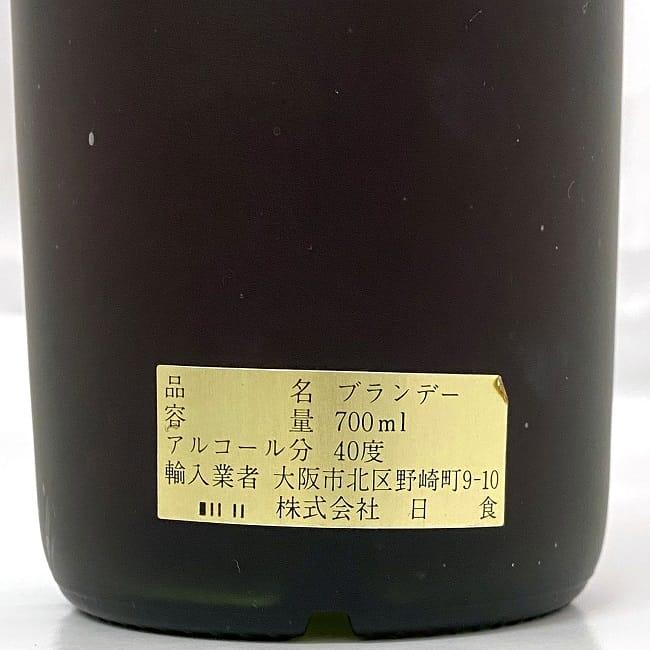 品名 ブランデー
容量 700ml
アルコール分 40度
輸入業者 大阪市北区野崎町9-10
株式会社 日食